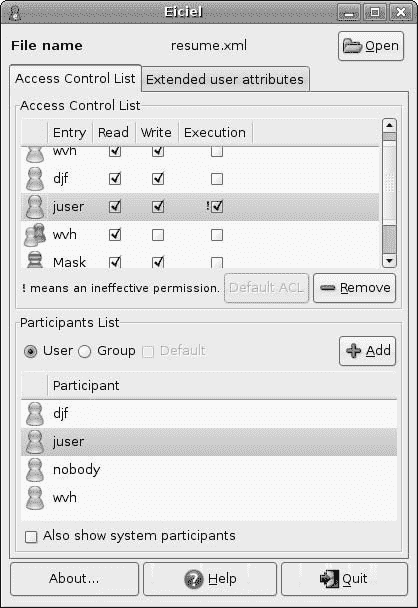 Eiciel
File name resume.xml Open
Access Control List Extended user attributes
Access Control List
Entry Read Write Execution
wvh
djf
juser !
wvh
Mask
! means an ineffective permission. Default ACL Remove
Participants List
User Group Default Add
Participant
djf
juser
nobody
wvh
Also show system participants
About... Help Quit